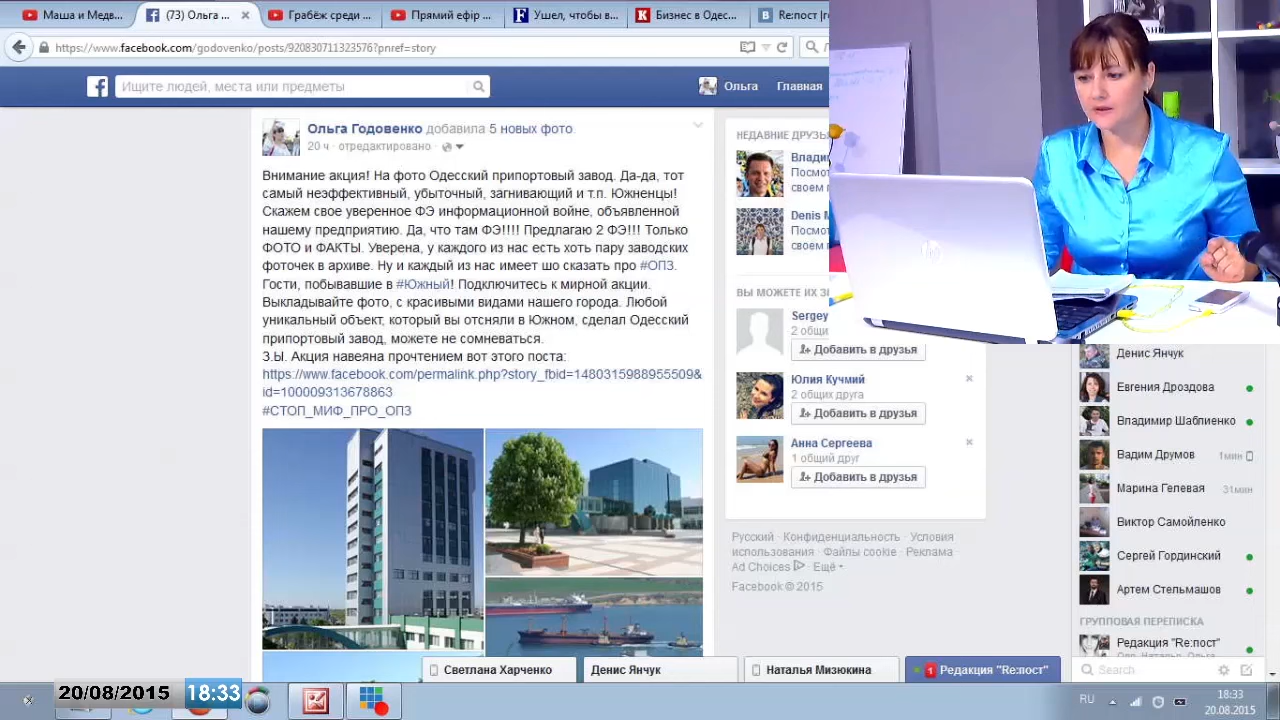 Маша и Медв
(73) Ольга ...
Грабёж среди
Прямий ефір
Ушел, чтобы в...
Бизнес в Одес...
Re:пост |re
https://www.facebook.com/godovenko/posts/920830711323576?pnref=story
Ищите людей, места или предметы
Ольга
Главная
Ольга Годовенко добавила 5 новых фото
20 ч · отредактировано ·
Внимание акция! На фото Одесский припортовый завод. Да-да, тот
самый неэффективный, убыточный, загнивающий и т.п. Южненцы!
Скажем свое уверенное ФЭ информационной войне, объявленной
нашему предприятию. Да, что там ФЭ!!!! Предлагаю 2 ФЭ!!! Только
ФОТО и ФАКТЫ. Уверена, у каждого из нас есть хоть пару заводских
фоточек в архиве. Ну и каждый из нас имеет шо сказать про #ОПЗ.
Гости, побывавшие в #Южный! Подключитесь к мирной акции.
Выкладывайте фото, с красивыми видами нашего города. Любой
уникальный объект, который вы отсняли в Южном, сделал Одесский
припортовый завод, можете не сомневаться.
З.Ы. Акция навеяна прочтением вот этого поста:
https://www.facebook.com/permalink.php?story_fbid=1480315988955509&
id=100009313678863
#СТОП_МИФ_ПРО_ОПЗ
НЕДАВНИЕ ДРУЗЬЯ
Влади
Посмот
своем п
Denis M
Посмот
своем п
ВЫ МОЖЕТЕ ИХ ЗН
Sergey
2 общи
Добавить в друзья
Юлия Кучмий
2 общих друга
Добавить в друзья
Анна Сергеева
1 общий друг
Добавить в друзья
Русский · Конфиденциальность · Условия
использования · Файлы cookie · Реклама
Ad Choices · Ещё
Facebook © 2015
Денис Янчук
Евгения Дроздова
Владимир Шаблиенко
Вадим Друмов 1мин
Марина Гелевая 31мин
Виктор Самойленко
Сергей Гординский
Артем Стельмашов
ГРУППОВАЯ ПЕРЕПИСКА
Редакция "Re:пост"
Search
Светлана Харченко
Денис Янчук
Наталья Мизюкина
1 Редакция "Re:пост"
20/08/2015 18:33
RU
18:33
20.08.2015